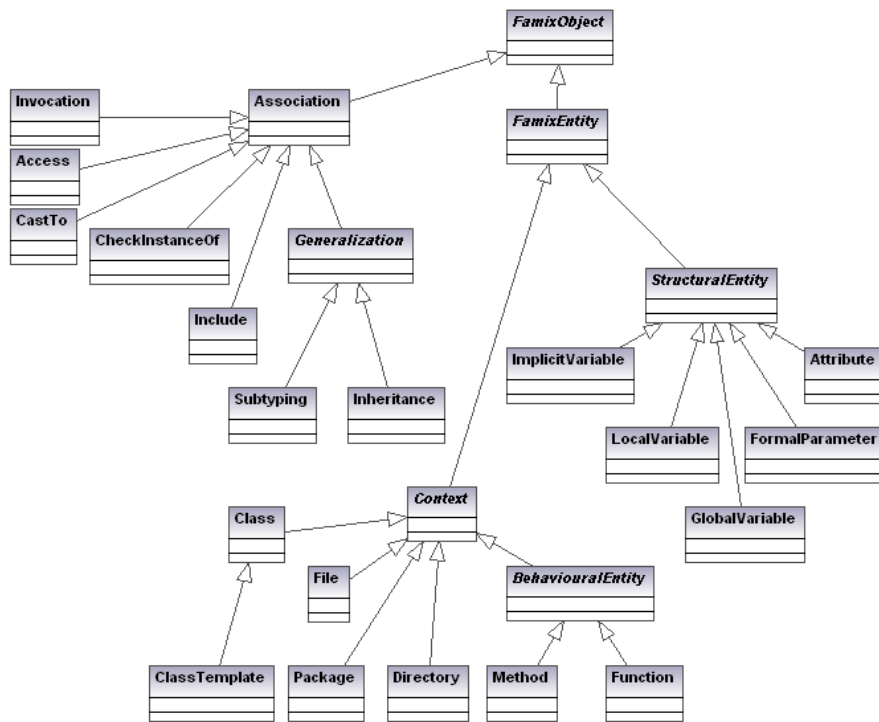 FamixObject
Invocation
Association
FamixEntity
Access
CastTo
CheckInstanceOf
Generalization
StructuralEntity
Include
ImplicitVariable
Attribute
Subtyping
Inheritance
LocalVariable
FormalParameter
Context
Class
GlobalVariable
File
BehaviouralEntity
ClassTemplate
Package
Directory
Method
Function